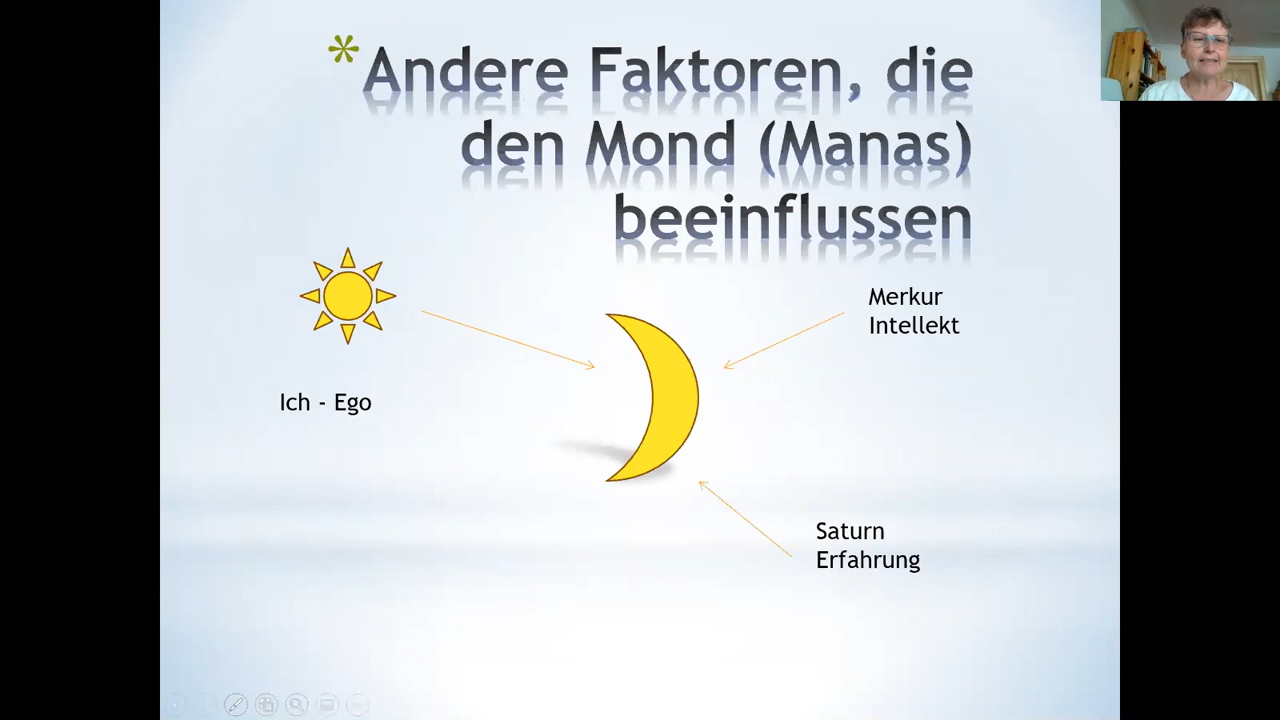 * Andere Faktoren, die
den Mond (Manas)
beeinflussen
Merkur
Intellekt
Ich - Ego
Saturn
Erfahrung